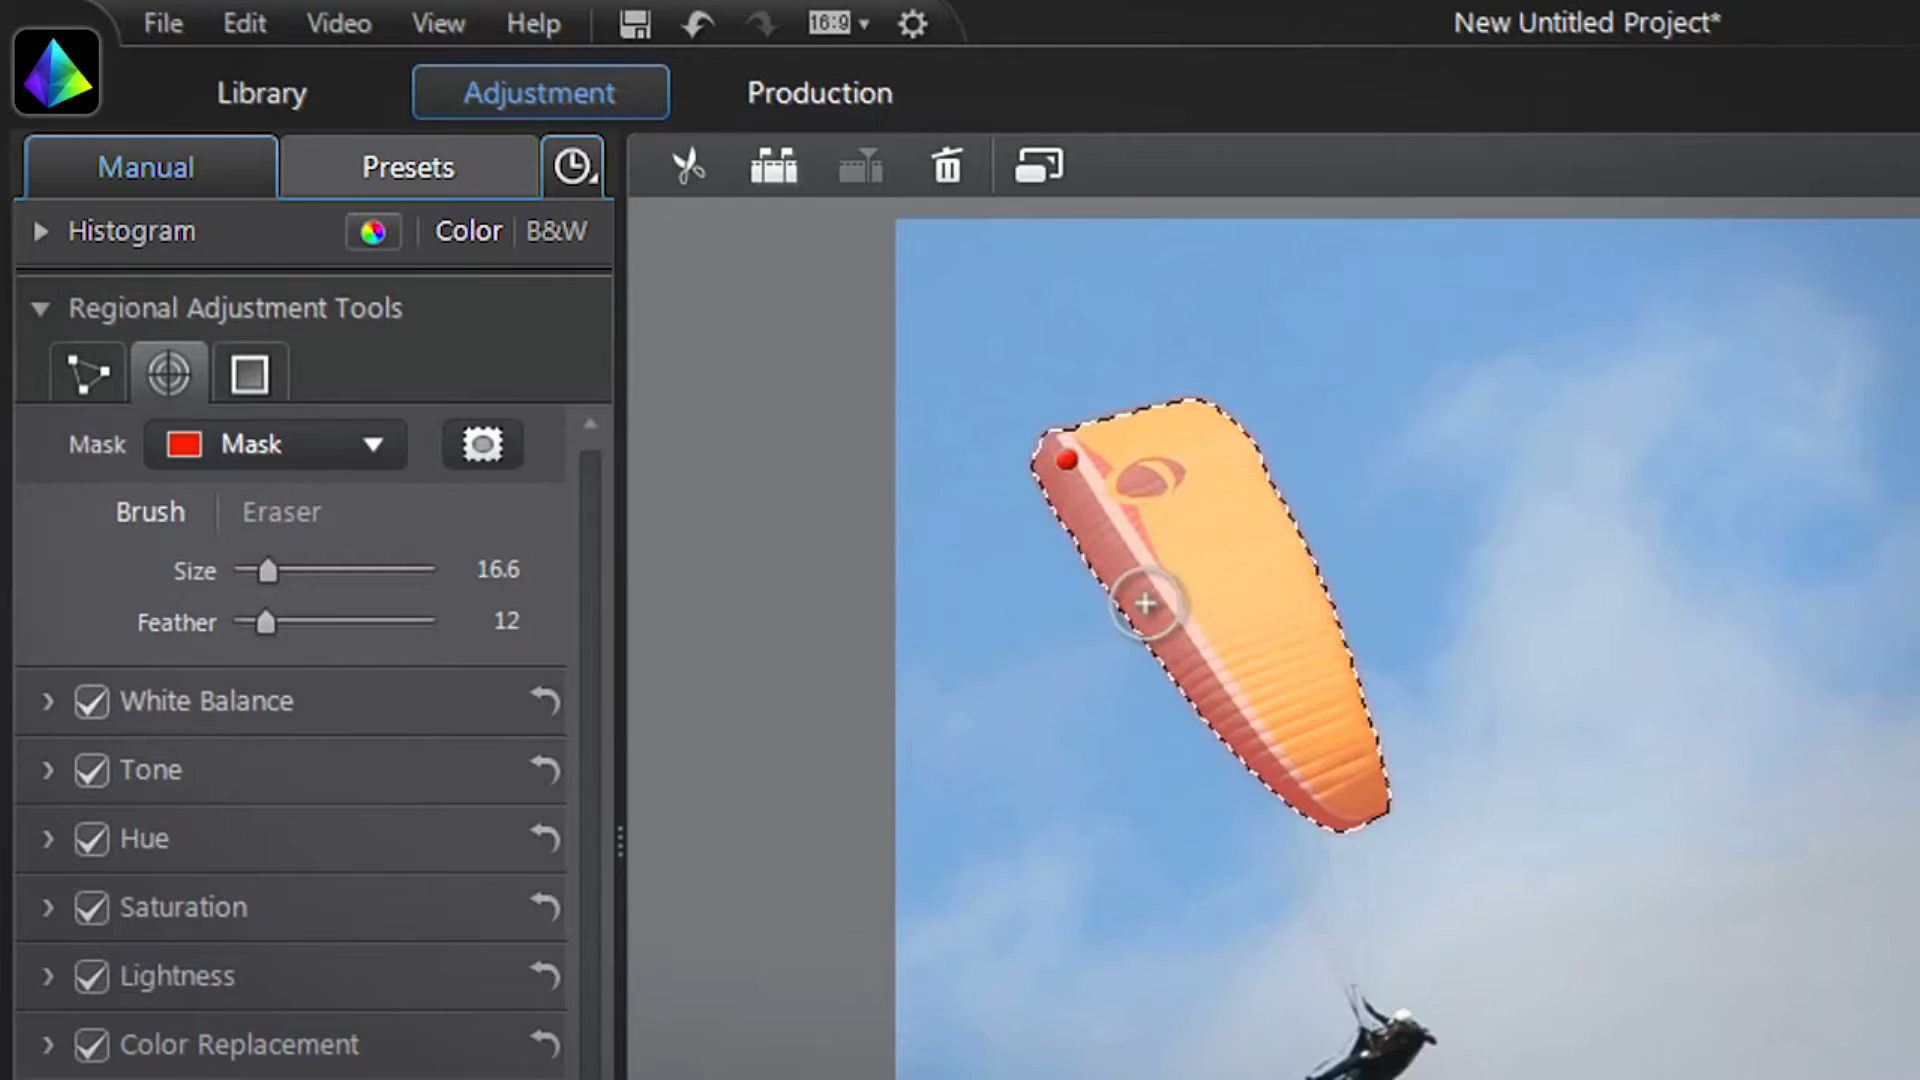 File Edit Video View Help 16:9 New Untitled Project*
Library Adjustment Production
Manual Presets
Histogram Color B&W
Regional Adjustment Tools
Mask Mask
Brush Eraser
Size 16.6
Feather 12
White Balance
Tone
Hue
Saturation
Lightness
Color Replacement